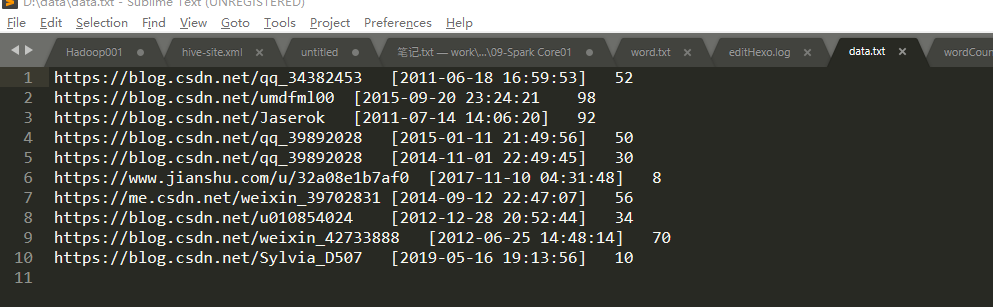 D:\data\data.txt - Sublime Text (UNREGISTERED)
File Edit Selection Find View Goto Tools Project Preferences Help
Hadoop001 hive-site.xml untitled 笔记.txt — work\...\09-Spark Core01 word.txt editHexo.log data.txt wordCoun
1 https://blog.csdn.net/qq_34382453 [2011-06-18 16:59:53] 52
2 https://blog.csdn.net/umdfml00 [2015-09-20 23:24:21 98
3 https://blog.csdn.net/Jaserok [2011-07-14 14:06:20] 92
4 https://blog.csdn.net/qq_39892028 [2015-01-11 21:49:56] 50
5 https://blog.csdn.net/qq_39892028 [2014-11-01 22:49:45] 30
6 https://www.jianshu.com/u/32a08e1b7af0 [2017-11-10 04:31:48] 8
7 https://me.csdn.net/weixin_39702831 [2014-09-12 22:47:07] 56
8 https://blog.csdn.net/u010854024 [2012-12-28 20:52:44] 34
9 https://blog.csdn.net/weixin_42733888 [2012-06-25 14:48:14] 70
10 https://blog.csdn.net/Sylvia_D507 [2019-05-16 19:13:56] 10
11